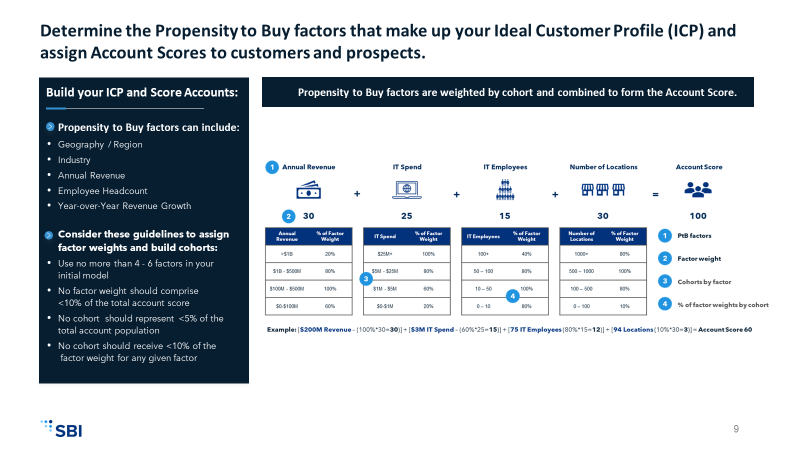 Determine the Propensity to Buy factors that make up your Ideal Customer Profile (ICP) and
assign Account Scores to customers and prospects.
Build your ICP and Score Accounts:
Propensity to Buy factors can include:
• Geography / Region
• Industry
• Annual Revenue
• Employee Headcount
• Year-over-Year Revenue Growth
Consider these guidelines to assign
factor weights and build cohorts:
• Use no more than 4 - 6 factors in your
initial model
• No factor weight should comprise
<10% of the total account score
• No cohort should represent <5% of the
total account population
• No cohort should receive <10% of the
factor weight for any given factor
Propensity to Buy factors are weighted by cohort and combined to form the Account Score.
1 Annual Revenue IT Spend IT Employees Number of Locations Account Score
+ + + =
2 30 25 15 30 100
Annual Revenue % of Factor Weight
>$1B 20%
$1B - $500M 80%
$100M - $500M 100%
$0-$100M 60%
IT Spend % of Factor Weight
$25M+ 100%
3 $5M - $25M 80%
$1M - $5M 60%
$0-$1M 20%
IT Employees % of Factor Weight
100+ 40%
50 – 100 80%
10 – 50 4 100%
0 – 10 80%
Number of Locations % of Factor Weight
1000+ 80%
500 – 1000 100%
100 – 500 80%
0 – 100 10%
1 PtB factors
2 Factor weight
3 Cohorts by factor
4 % of factor weights by cohort
Example: [$200M Revenue - (100%*30=30)] + [$3M IT Spend - (60%*25=15)] + [75 IT Employees (80%*15=12)] + [94 Locations (10%*30=3)] = Account Score 60
SBI
9